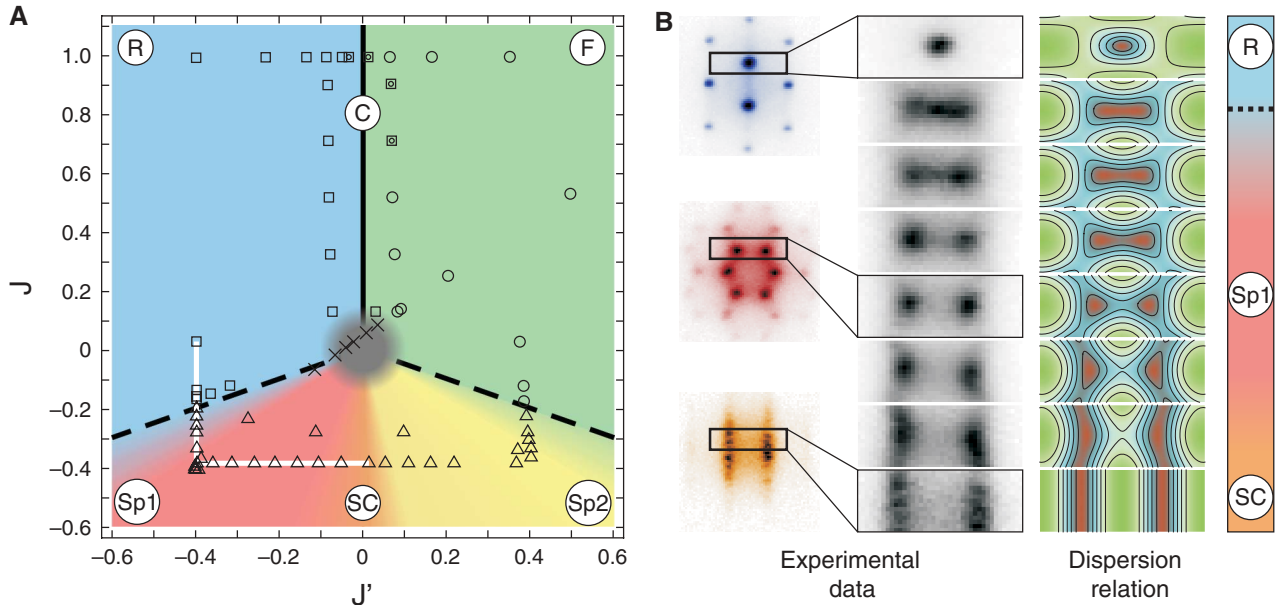 A
R
F
C
Sp1
SC
Sp2
1.0
0.8
0.6
0.4
0.2
0
−0.2
−0.4
−0.6
J
−0.6
−0.4
−0.2
0
0.2
0.4
0.6
J'
B
R
Sp1
SC
Experimental
data
Dispersion
relation